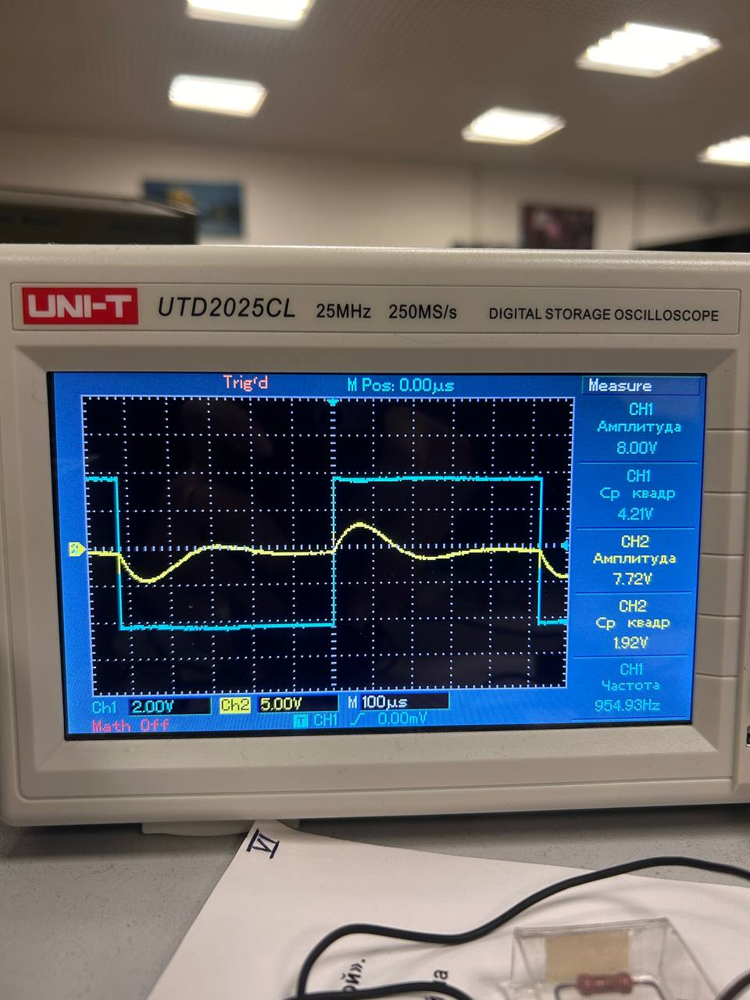 UNI-T UTD2025CL 25MHz 250MS/s DIGITAL STORAGE OSCILLOSCOPE
Trig'd M Pos: 0.00μs Measure
CH1
Амплитуда
8.00V
CH1
Ср квадр
4.21V
CH2
Амплитуда
7.72V
CH2
Ср квадр
1.92V
CH1
Частота
954.93Hz
Ch1 2.00V Ch2 5.00V M 100μs
Math Off T CH1 0.00mV
VI